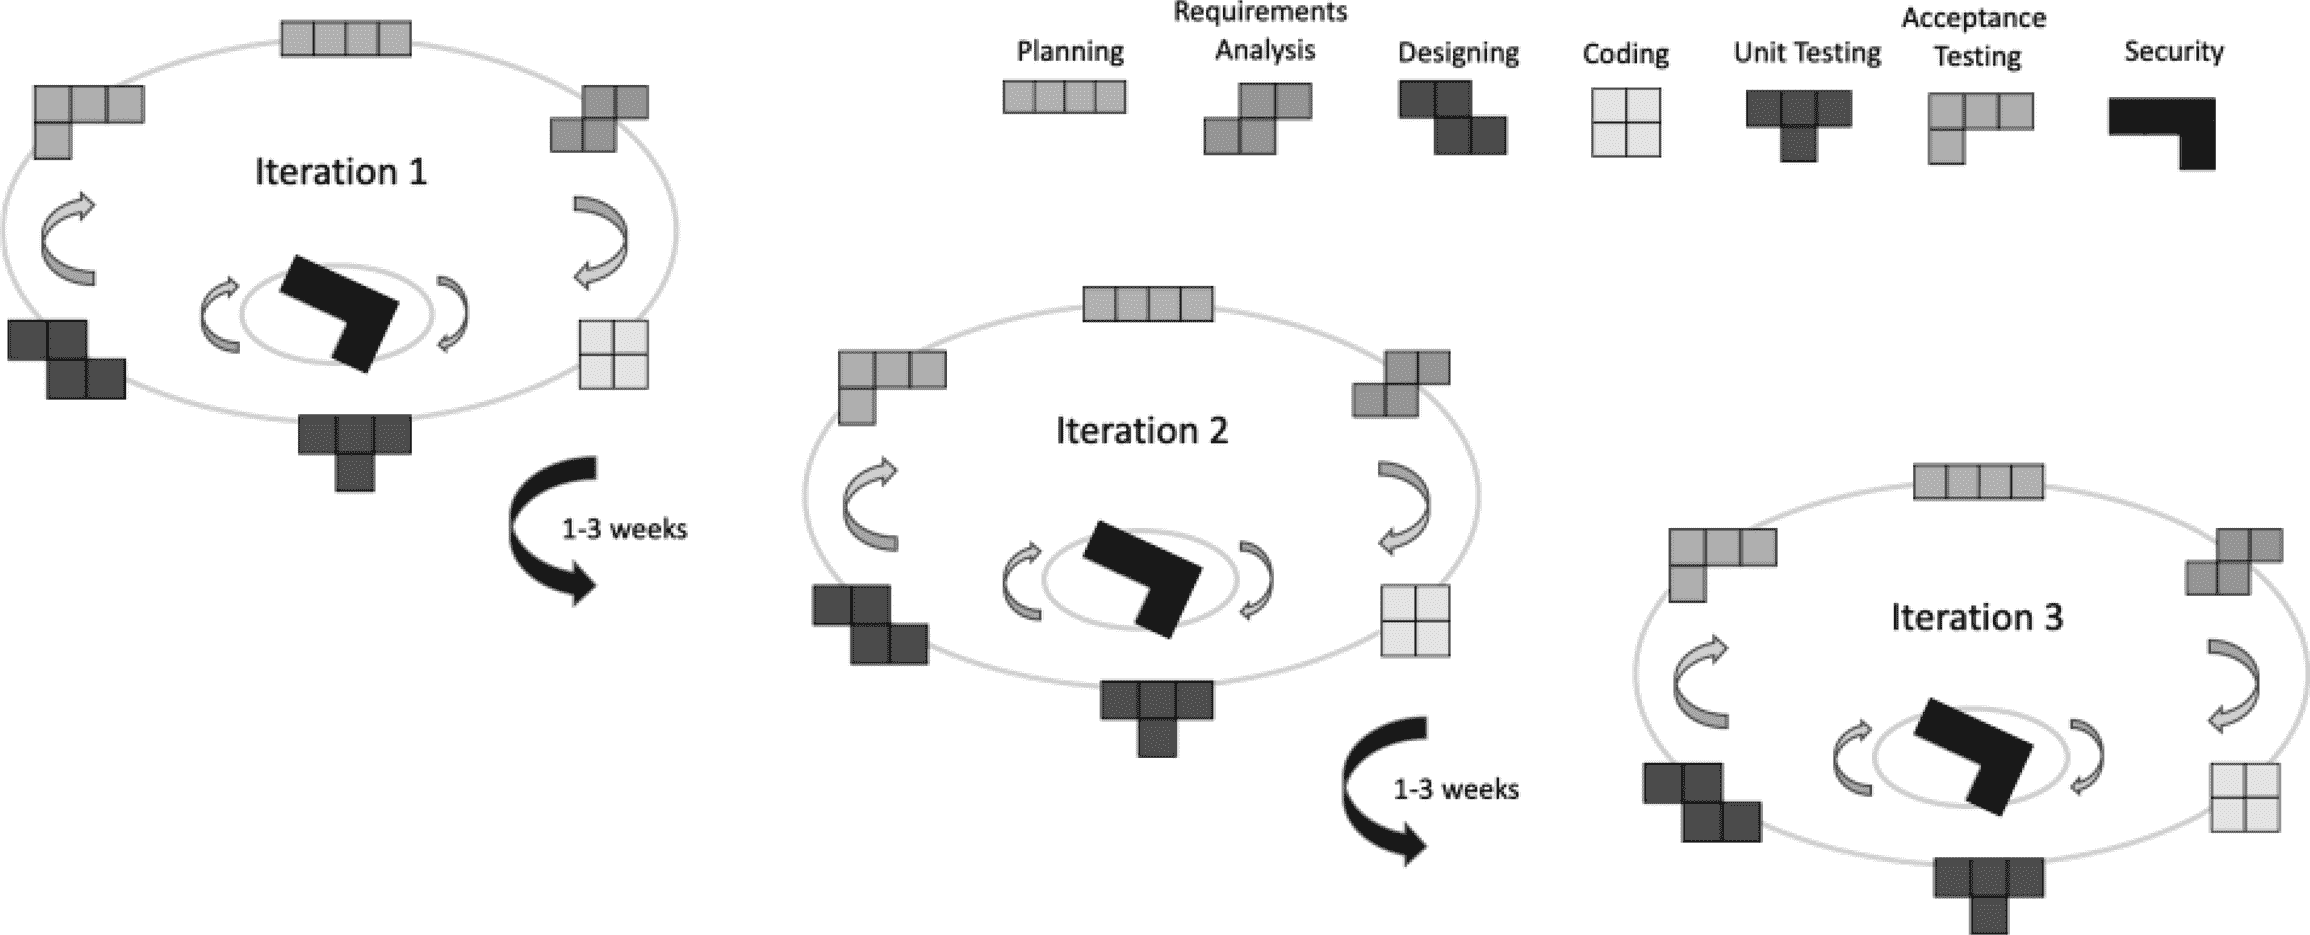 Planning
Requirements
Analysis
Designing
Coding
Unit Testing
Acceptance
Testing
Security
Iteration 1
1-3 weeks
Iteration 2
1-3 weeks
Iteration 3